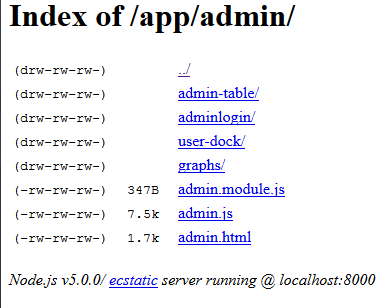 Index of /app/admin/
(drw-rw-rw-) ../
(drw-rw-rw-) admin-table/
(drw-rw-rw-) adminlogin/
(drw-rw-rw-) user-dock/
(drw-rw-rw-) graphs/
(-rw-rw-rw-) 347B admin.module.js
(-rw-rw-rw-) 7.5k admin.js
(-rw-rw-rw-) 1.7k admin.html
Node.js v5.0.0/ ecstatic server running @ localhost:8000